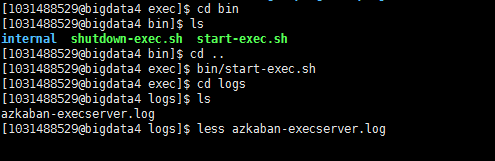 [1031488529@bigdata4 exec]$ cd bin
[1031488529@bigdata4 bin]$ ls
internal  shutdown-exec.sh  start-exec.sh
[1031488529@bigdata4 bin]$ cd ..
[1031488529@bigdata4 exec]$ bin/start-exec.sh
[1031488529@bigdata4 exec]$ cd logs
[1031488529@bigdata4 logs]$ ls
azkaban-execserver.log
[1031488529@bigdata4 logs]$ less azkaban-execserver.log